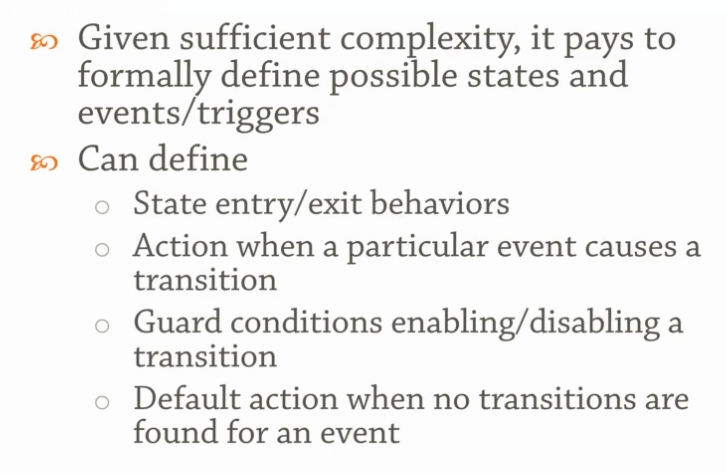 Given sufficient complexity, it pays to
formally define possible states and
events/triggers
Can define
State entry/exit behaviors
Action when a particular event causes a
transition
Guard conditions enabling/disabling a
transition
Default action when no transitions are
found for an event